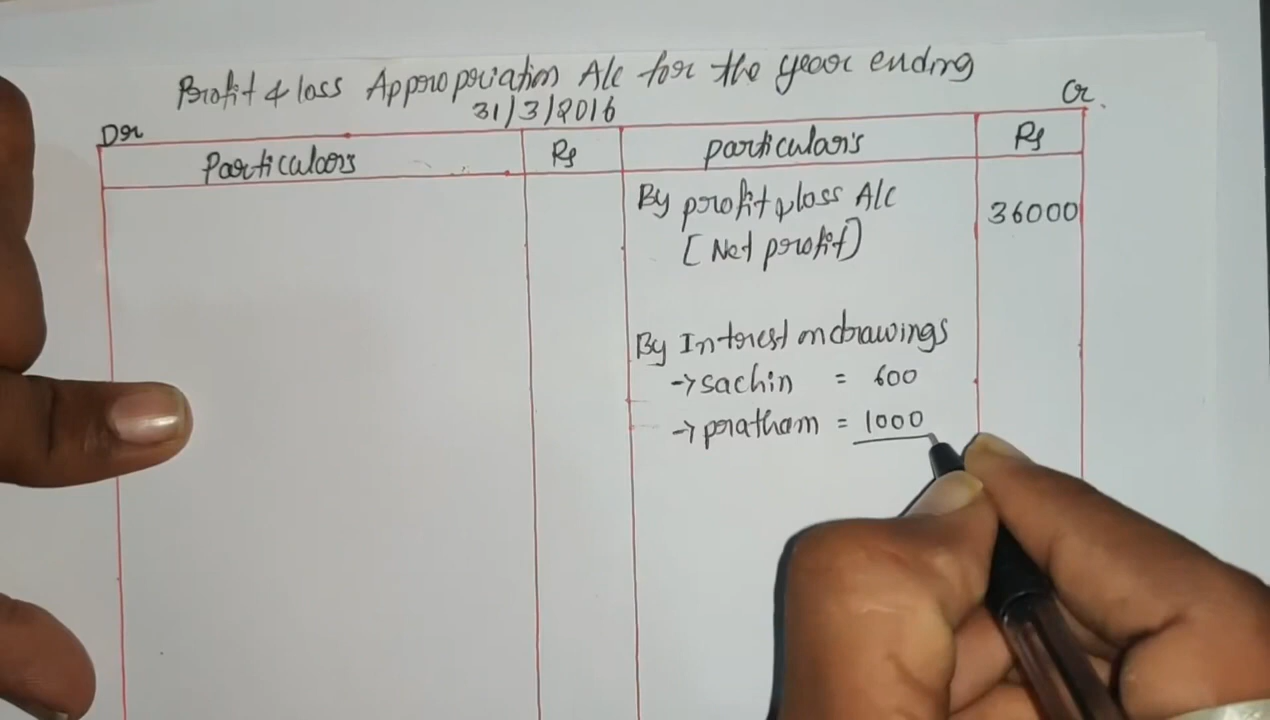 Profit & loss Appropriation A/c for the year ending
31/3/2016
Dr
Cr.
Particulars Rs particulars Rs
By profit & loss A/c 36000
[Net profit]
By Interest on drawings
→ sachin = 600
→ pratham = 1000